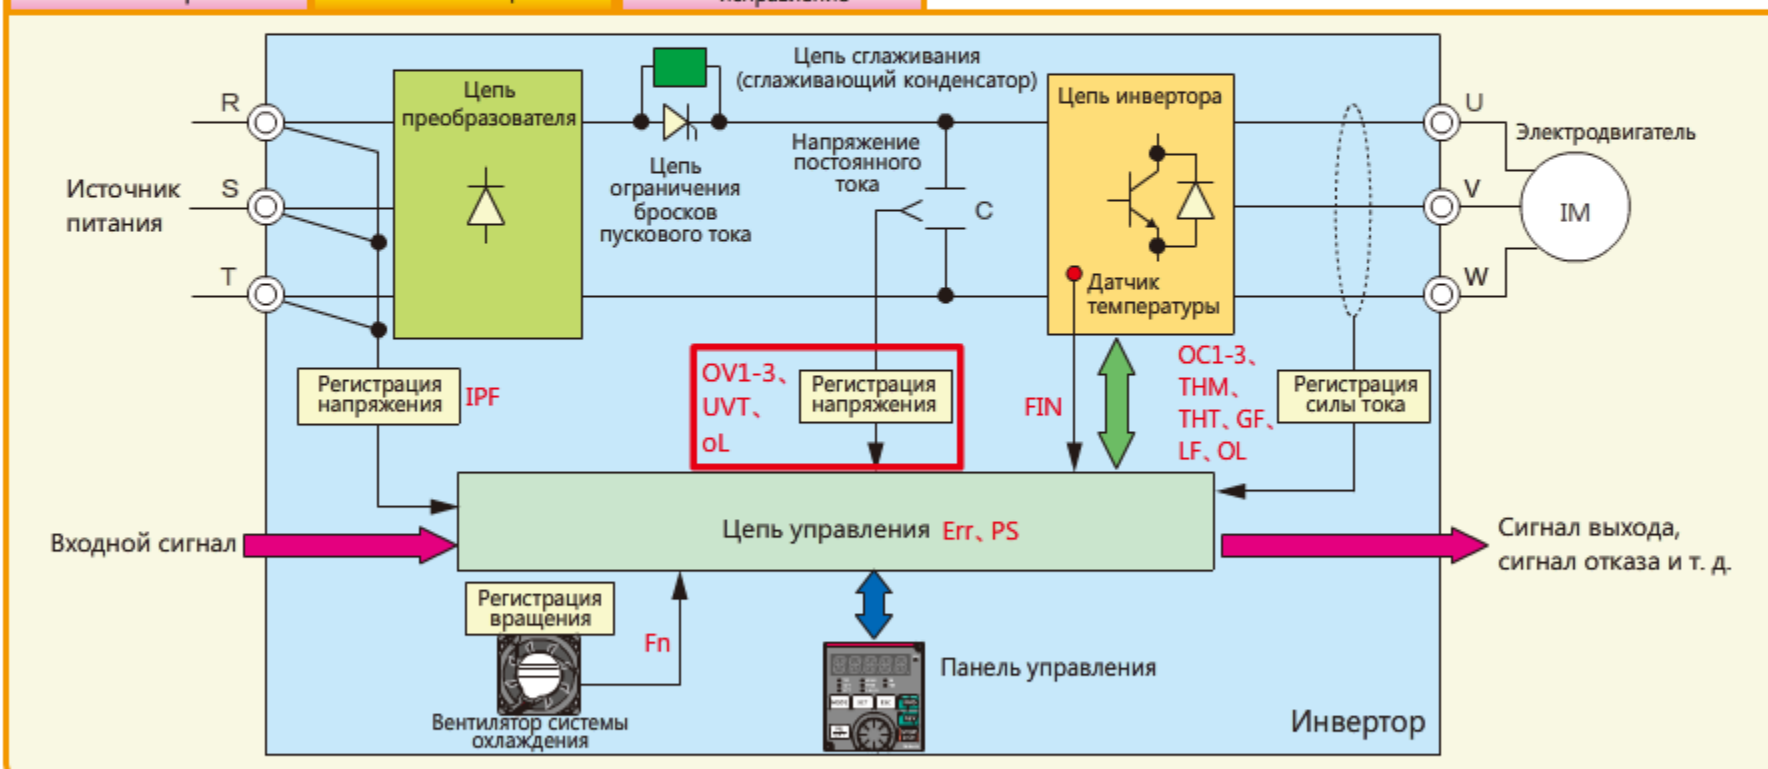 исправление
Цепь сглаживания
(сглаживающий конденсатор)
Цепь
преобразователя
Цепь инвертора
R
U
Электродвигатель
Напряжение
постоянного
тока
Цепь
ограничения
бросков
пускового тока
Источник
питания
S
C
V
IM
T
W
Датчик
температуры
Регистрация
напряжения
IPF
OV1-3、
UVT、
oL
Регистрация
напряжения
FIN
OC1-3、
THM、
THT、GF、
LF、OL
Регистрация
силы тока
Входной сигнал
Цепь управления Err、PS
Сигнал выхода,
сигнал отказа и т. д.
Регистрация
вращения
Fn
Вентилятор системы
охлаждения
Панель управления
Инвертор